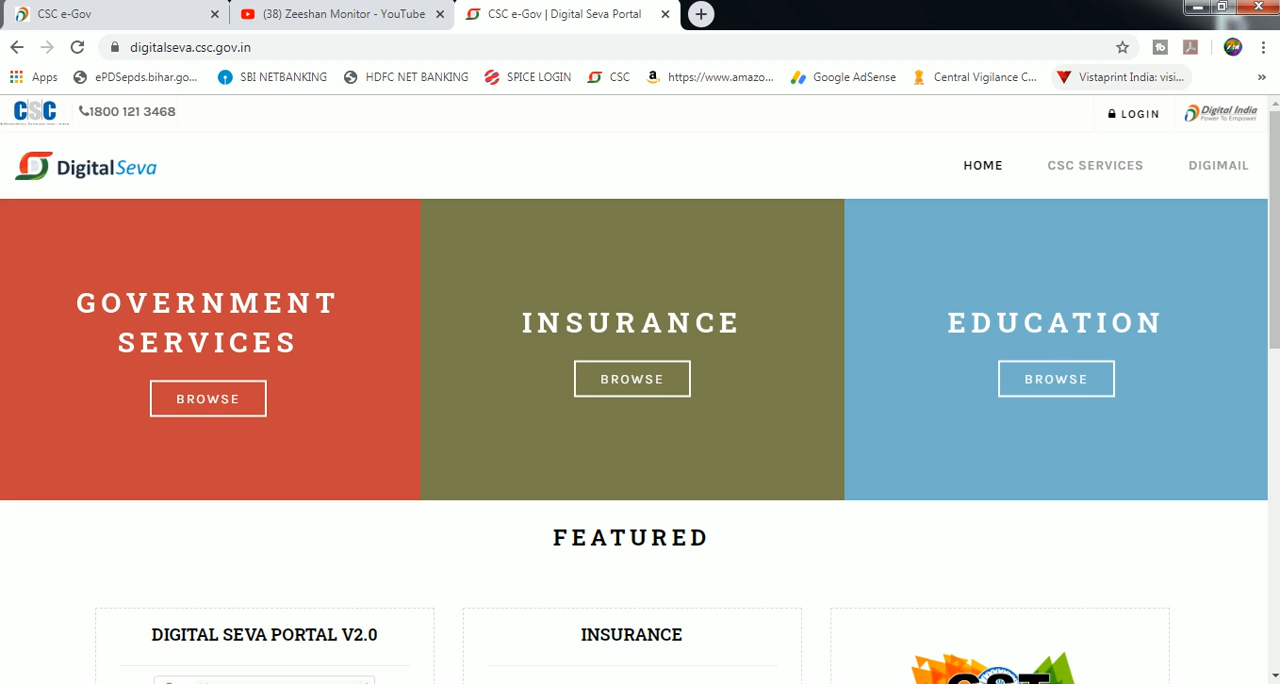 CSC e-Gov
(38) Zeeshan Monitor - YouTube
CSC e-Gov | Digital Seva Portal
digitalseva.csc.gov.in
Apps
ePDSepds.bihar.go...
SBI NETBANKING
HDFC NET BANKING
SPICE LOGIN
CSC
https://www.amazo...
Google AdSense
Central Vigilance C...
Vistaprint India: visi...
»
CSC
1800 121 3468
LOGIN
Digital India
Power To Empower
Digital Seva
HOME
CSC SERVICES
DIGIMAIL
GOVERNMENT
SERVICES
BROWSE
INSURANCE
BROWSE
EDUCATION
BROWSE
FEATURED
DIGITAL SEVA PORTAL V2.0
INSURANCE
GST